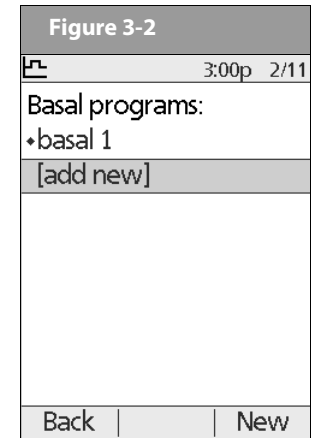 Figure 3-2
3:00p 2/11
Basal programs:
◆basal 1
[add new]
Back New